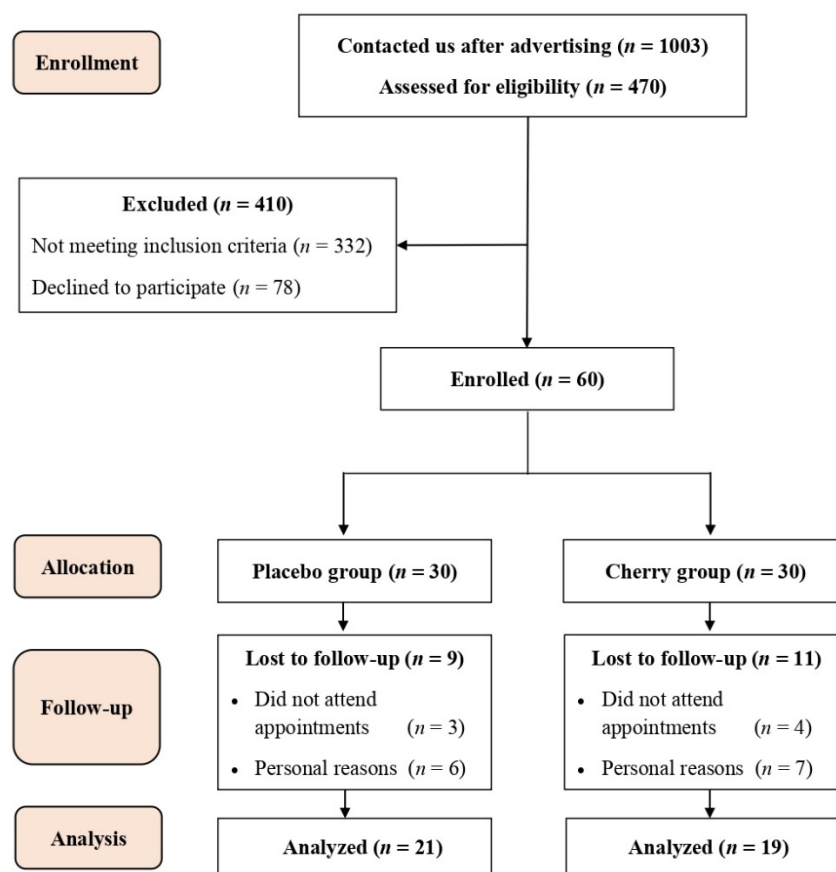 Enrollment
Contacted us after advertising (n = 1003)
Assessed for eligibility (n = 470)
Excluded (n = 410)
Not meeting inclusion criteria (n = 332)
Declined to participate (n = 78)
Enrolled (n = 60)
Allocation
Placebo group (n = 30)
Cherry group (n = 30)
Follow-up
Lost to follow-up (n = 9)
• Did not attend
appointments (n = 3)
• Personal reasons (n = 6)
Lost to follow-up (n = 11)
• Did not attend
appointments (n = 4)
• Personal reasons (n = 7)
Analysis
Analyzed (n = 21)
Analyzed (n = 19)